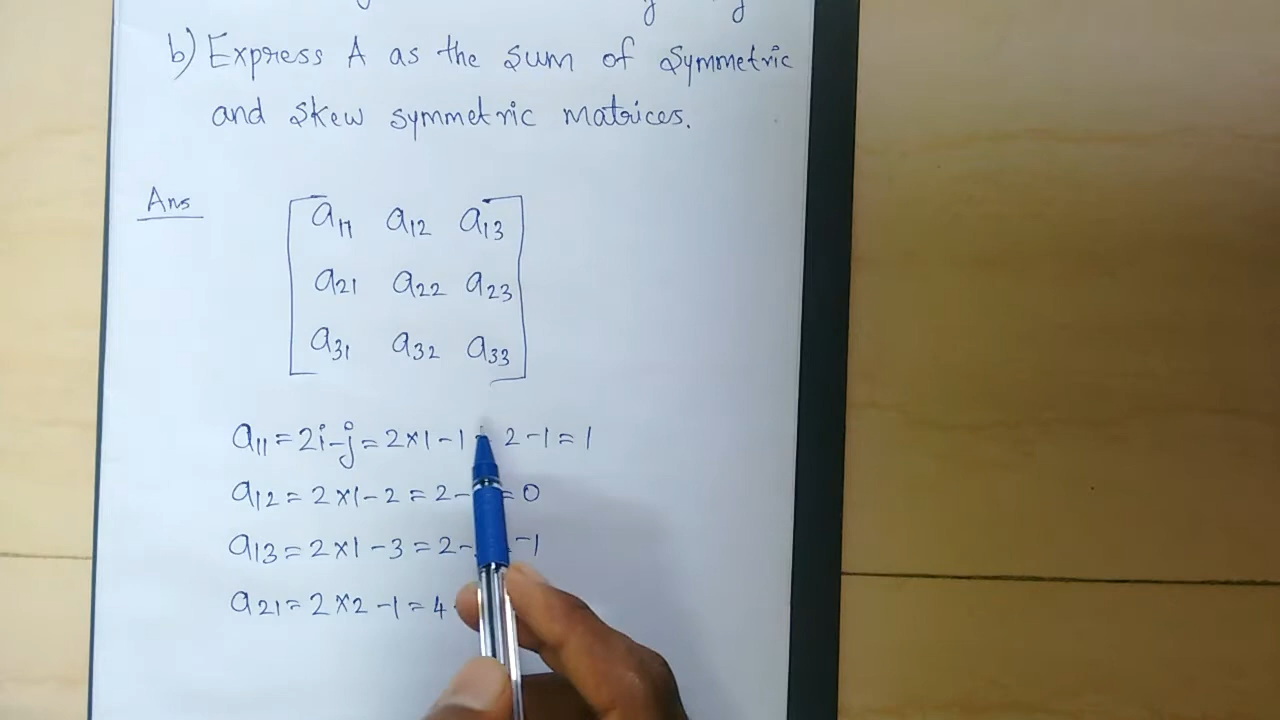 b) Express A as the sum of symmetric
and skew symmetric matrices.
Ans
a11 a12 a13
a21 a22 a23
a31 a32 a33
a11 = 2i-j = 2×1-1 = 2-1 = 1
a12 = 2×1-2 = 2- = 0
a13 = 2×1-3 = 2- -1
a21 = 2×2-1 = 4